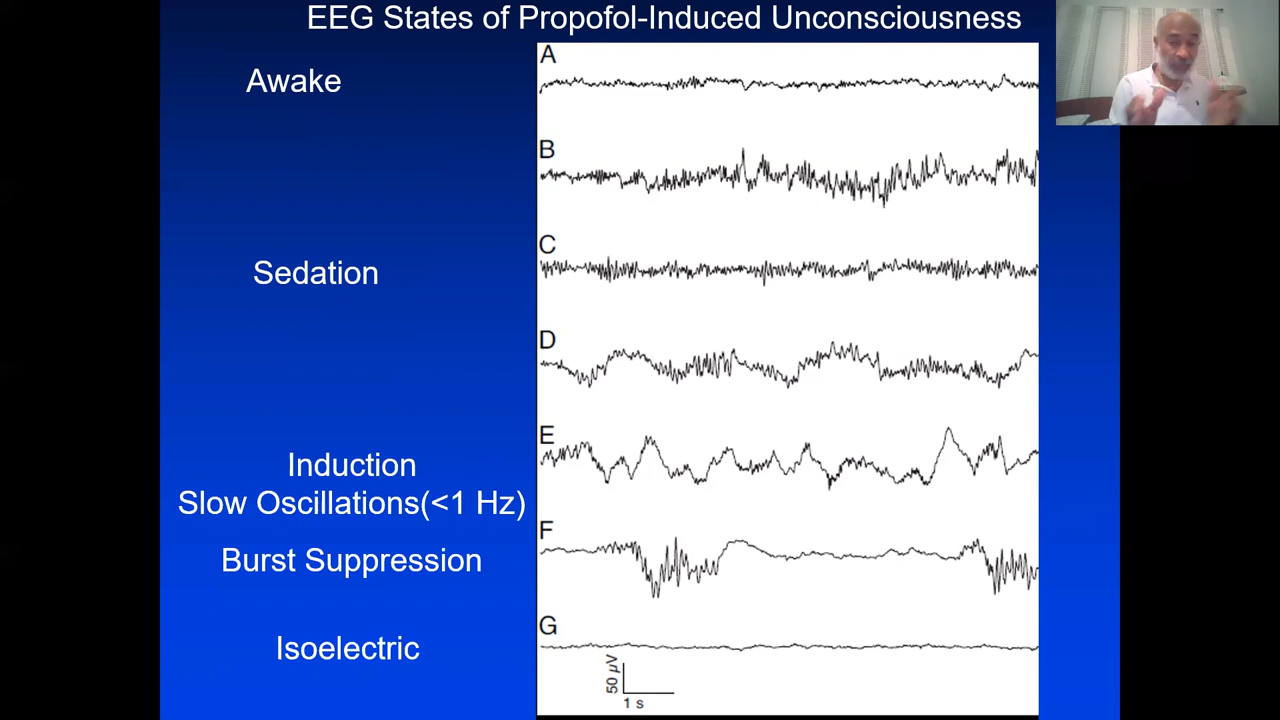 EEG States of Propofol-Induced Unconsciousness
A
Awake
B
C
Sedation
D
E
Induction
Slow Oscillations(<1 Hz)
F
Burst Suppression
G
Isoelectric
50 μV
1 s